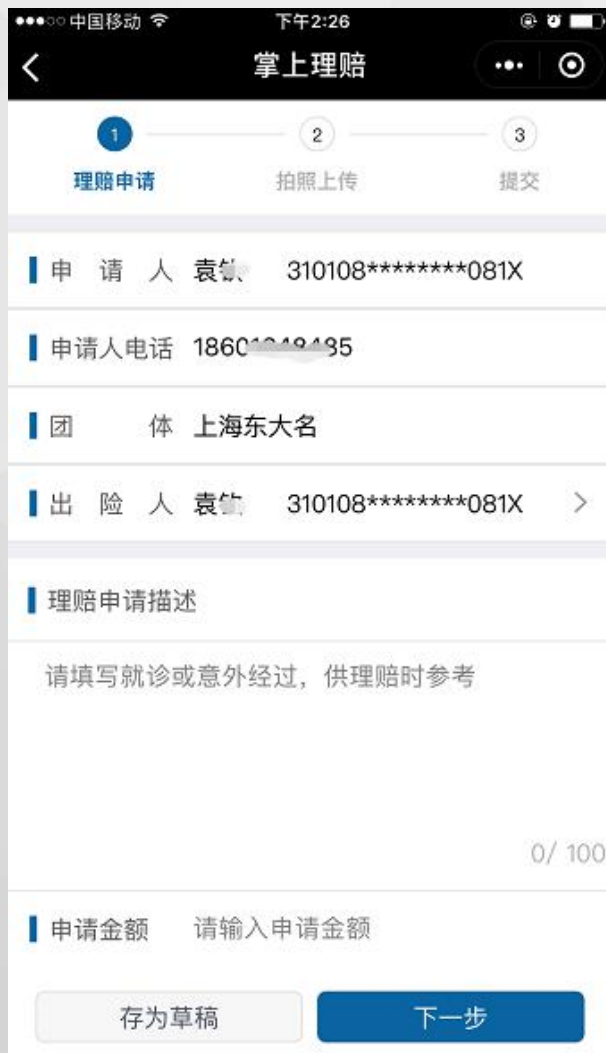 中国移动 下午2:26
掌上理赔
1 2 3
理赔申请 拍照上传 提交
申请人 袁 310108********081X
申请人电话 1860 85
团体 上海东大名
出险人 袁 310108********081X
理赔申请描述
请填写就诊或意外经过，供理赔时参考
0/ 100
申请金额 请输入申请金额
存为草稿 下一步